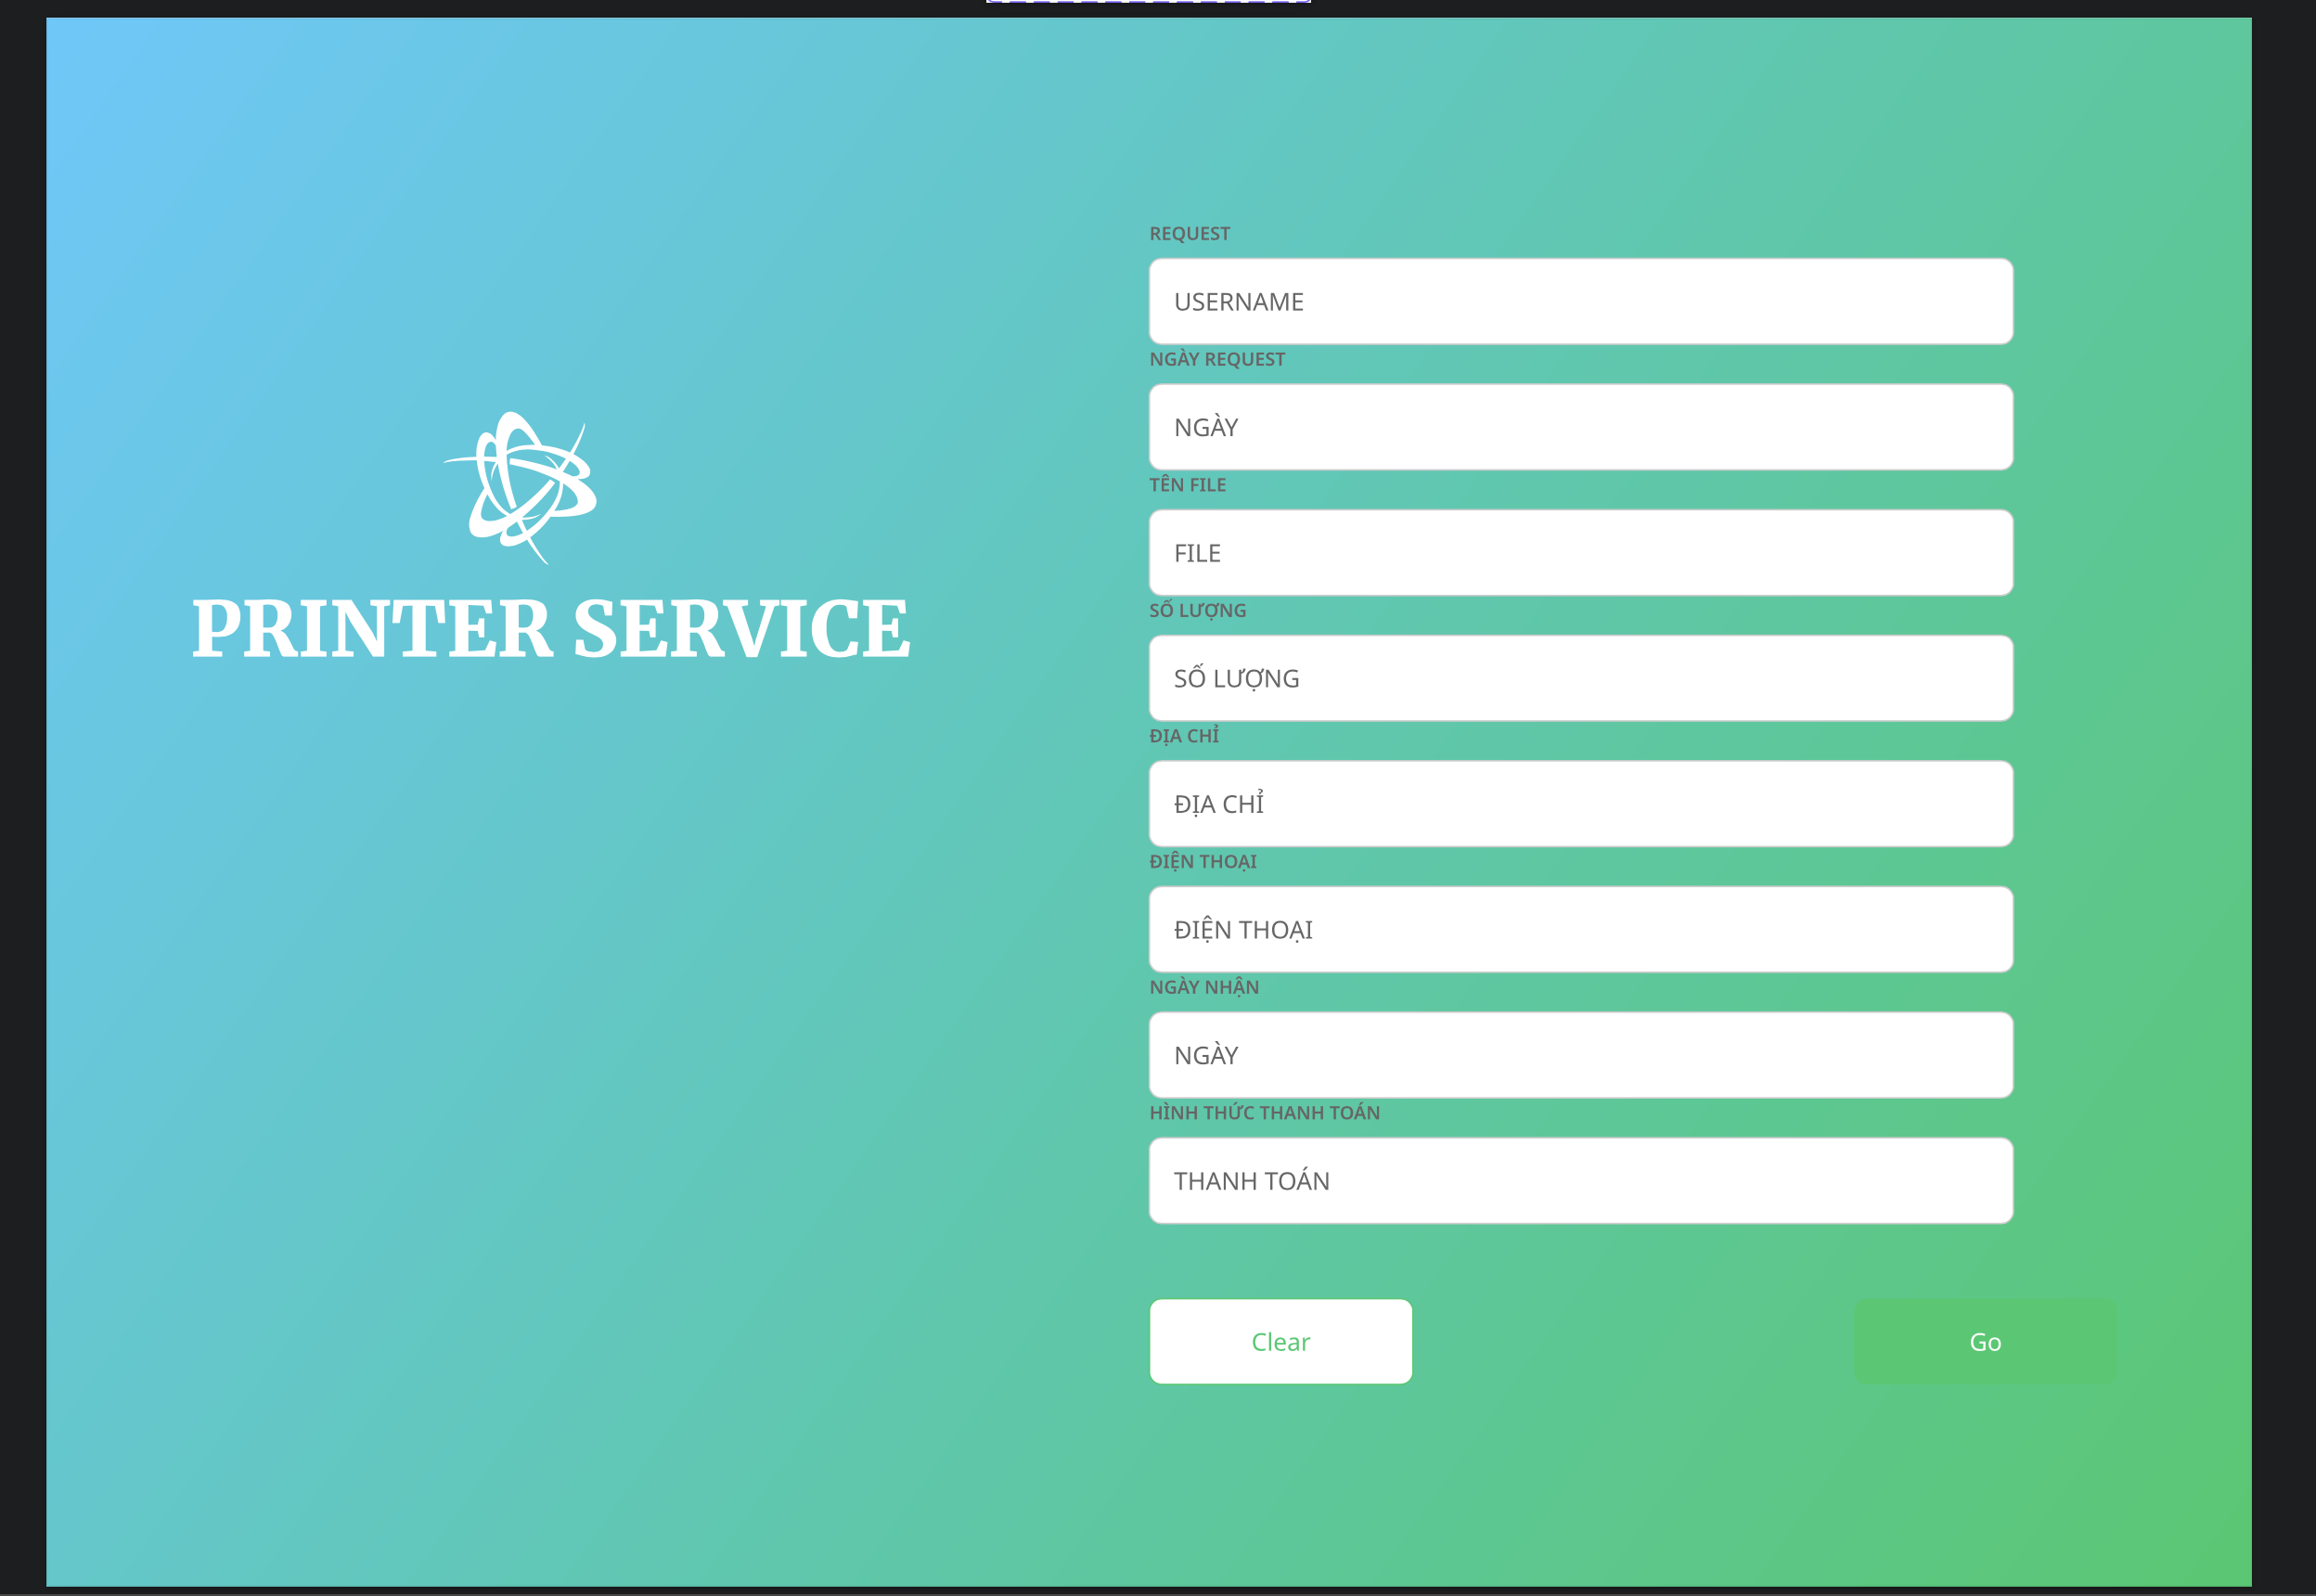 PRINTER SERVICE
REQUEST
USERNAME
NGÀY REQUEST
NGÀY
TÊN FILE
FILE
SỐ LƯỢNG
SỐ LƯỢNG
ĐỊA CHỈ
ĐỊA CHỈ
ĐIỆN THOẠI
ĐIỆN THOẠI
NGÀY NHẬN
NGÀY
HÌNH THỨC THANH TOÁN
THANH TOÁN
Clear
Go